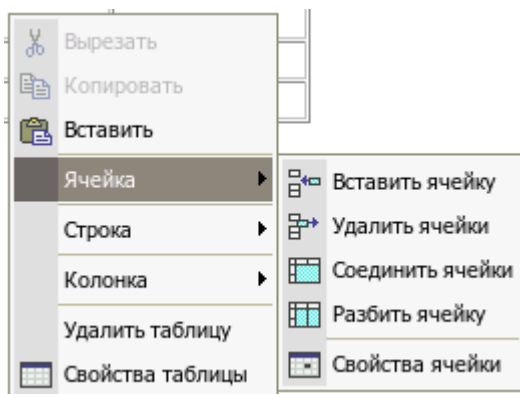 Вырезать
Копировать
Вставить
Ячейка
Строка
Колонка
Удалить таблицу
Свойства таблицы
Вставить ячейку
Удалить ячейки
Соединить ячейки
Разбить ячейку
Свойства ячейки